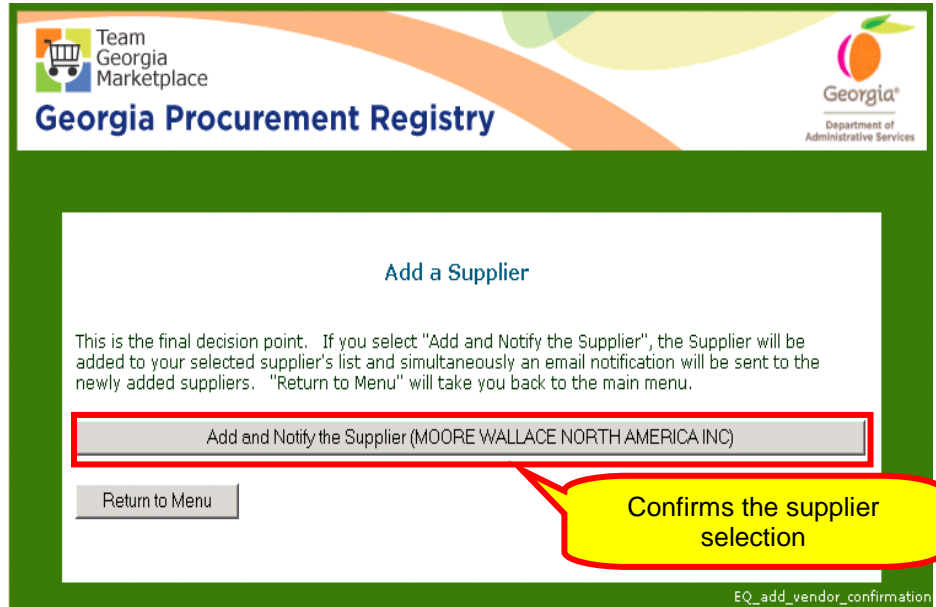 Team
Georgia
Marketplace
Georgia Procurement Registry
Georgia®
Department of
Administrative Services
Add a Supplier
This is the final decision point. If you select "Add and Notify the Supplier", the Supplier will be
added to your selected supplier's list and simultaneously an email notification will be sent to the
newly added suppliers. "Return to Menu" will take you back to the main menu.
Add and Notify the Supplier (MOORE WALLACE NORTH AMERICA INC)
Return to Menu
Confirms the supplier
selection
EQ_add_vendor_confirmation